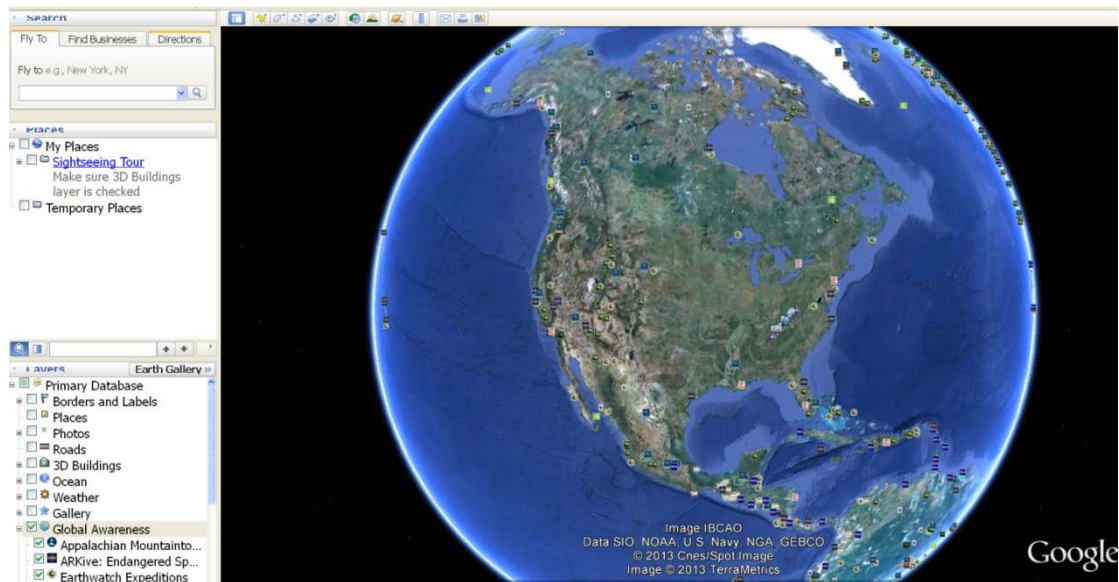 Search
Fly To
Find Businesses
Directions
Fly to e.g., New York, NY
Places
My Places
Sightseeing Tour
Make sure 3D Buildings
layer is checked
Temporary Places
Layers
Earth Gallery »
Primary Database
Borders and Labels
Places
Photos
Roads
3D Buildings
Ocean
Weather
Gallery
Global Awareness
Appalachian Mountainto...
ARKive: Endangered Sp...
Earthwatch Expeditions
Image IBCAO
Data SIO, NOAA, U.S. Navy, NGA, GEBCO
© 2013 Cnes/Spot Image
Image © 2013 TerraMetrics
Google